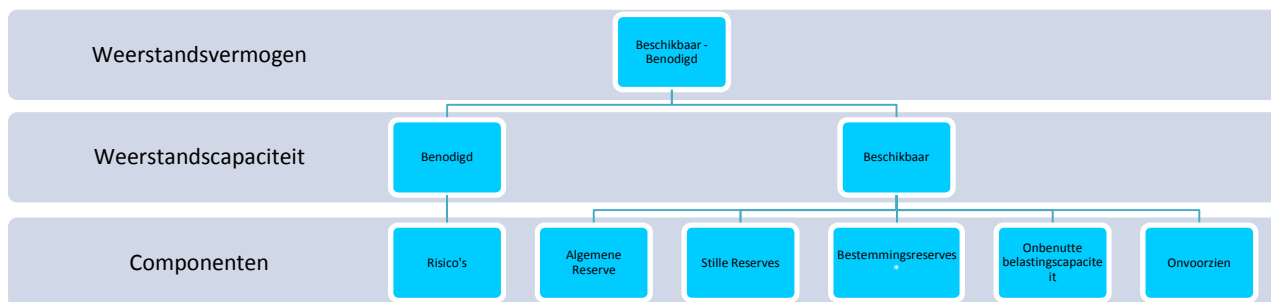 Weerstandsvermogen
Beschikbaar -
Benodigd
Weerstandscapaciteit
Benodigd
Beschikbaar
Componenten
Risico's
Algemene
Reserve
Stille Reserves
Bestemmingsreserves
*
Onbenutte
belastingscapacite
it
Onvoorzien